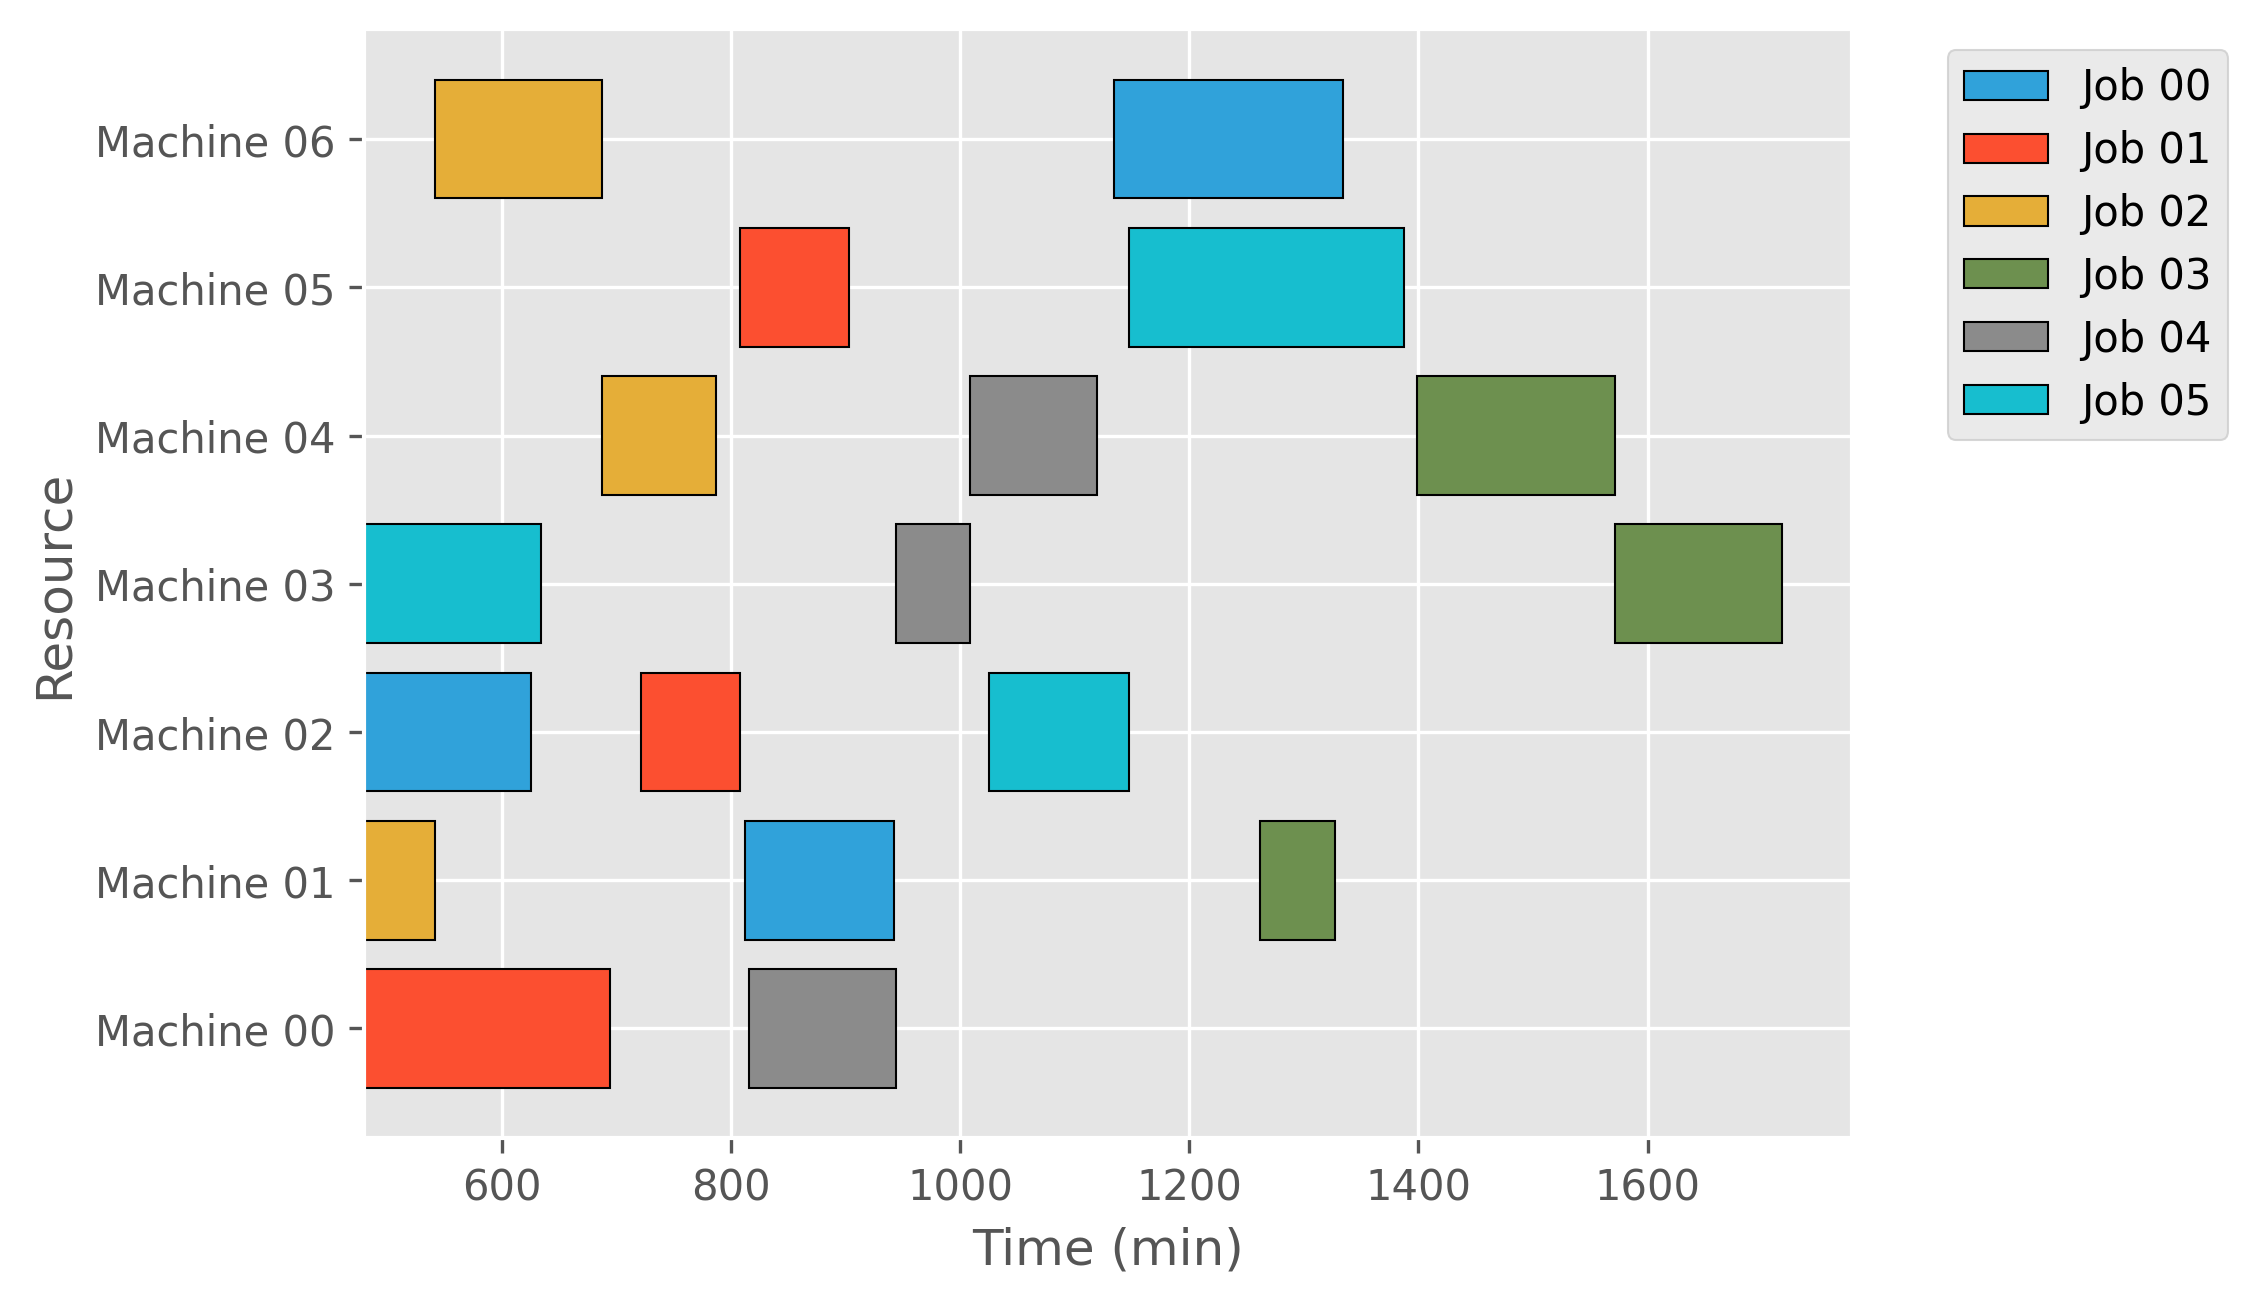 Machine 06
Machine 05
Machine 04
Machine 03
Machine 02
Machine 01
Machine 00
Resource
600 800 1000 1200 1400 1600
Time (min)
Job 00
Job 01
Job 02
Job 03
Job 04
Job 05